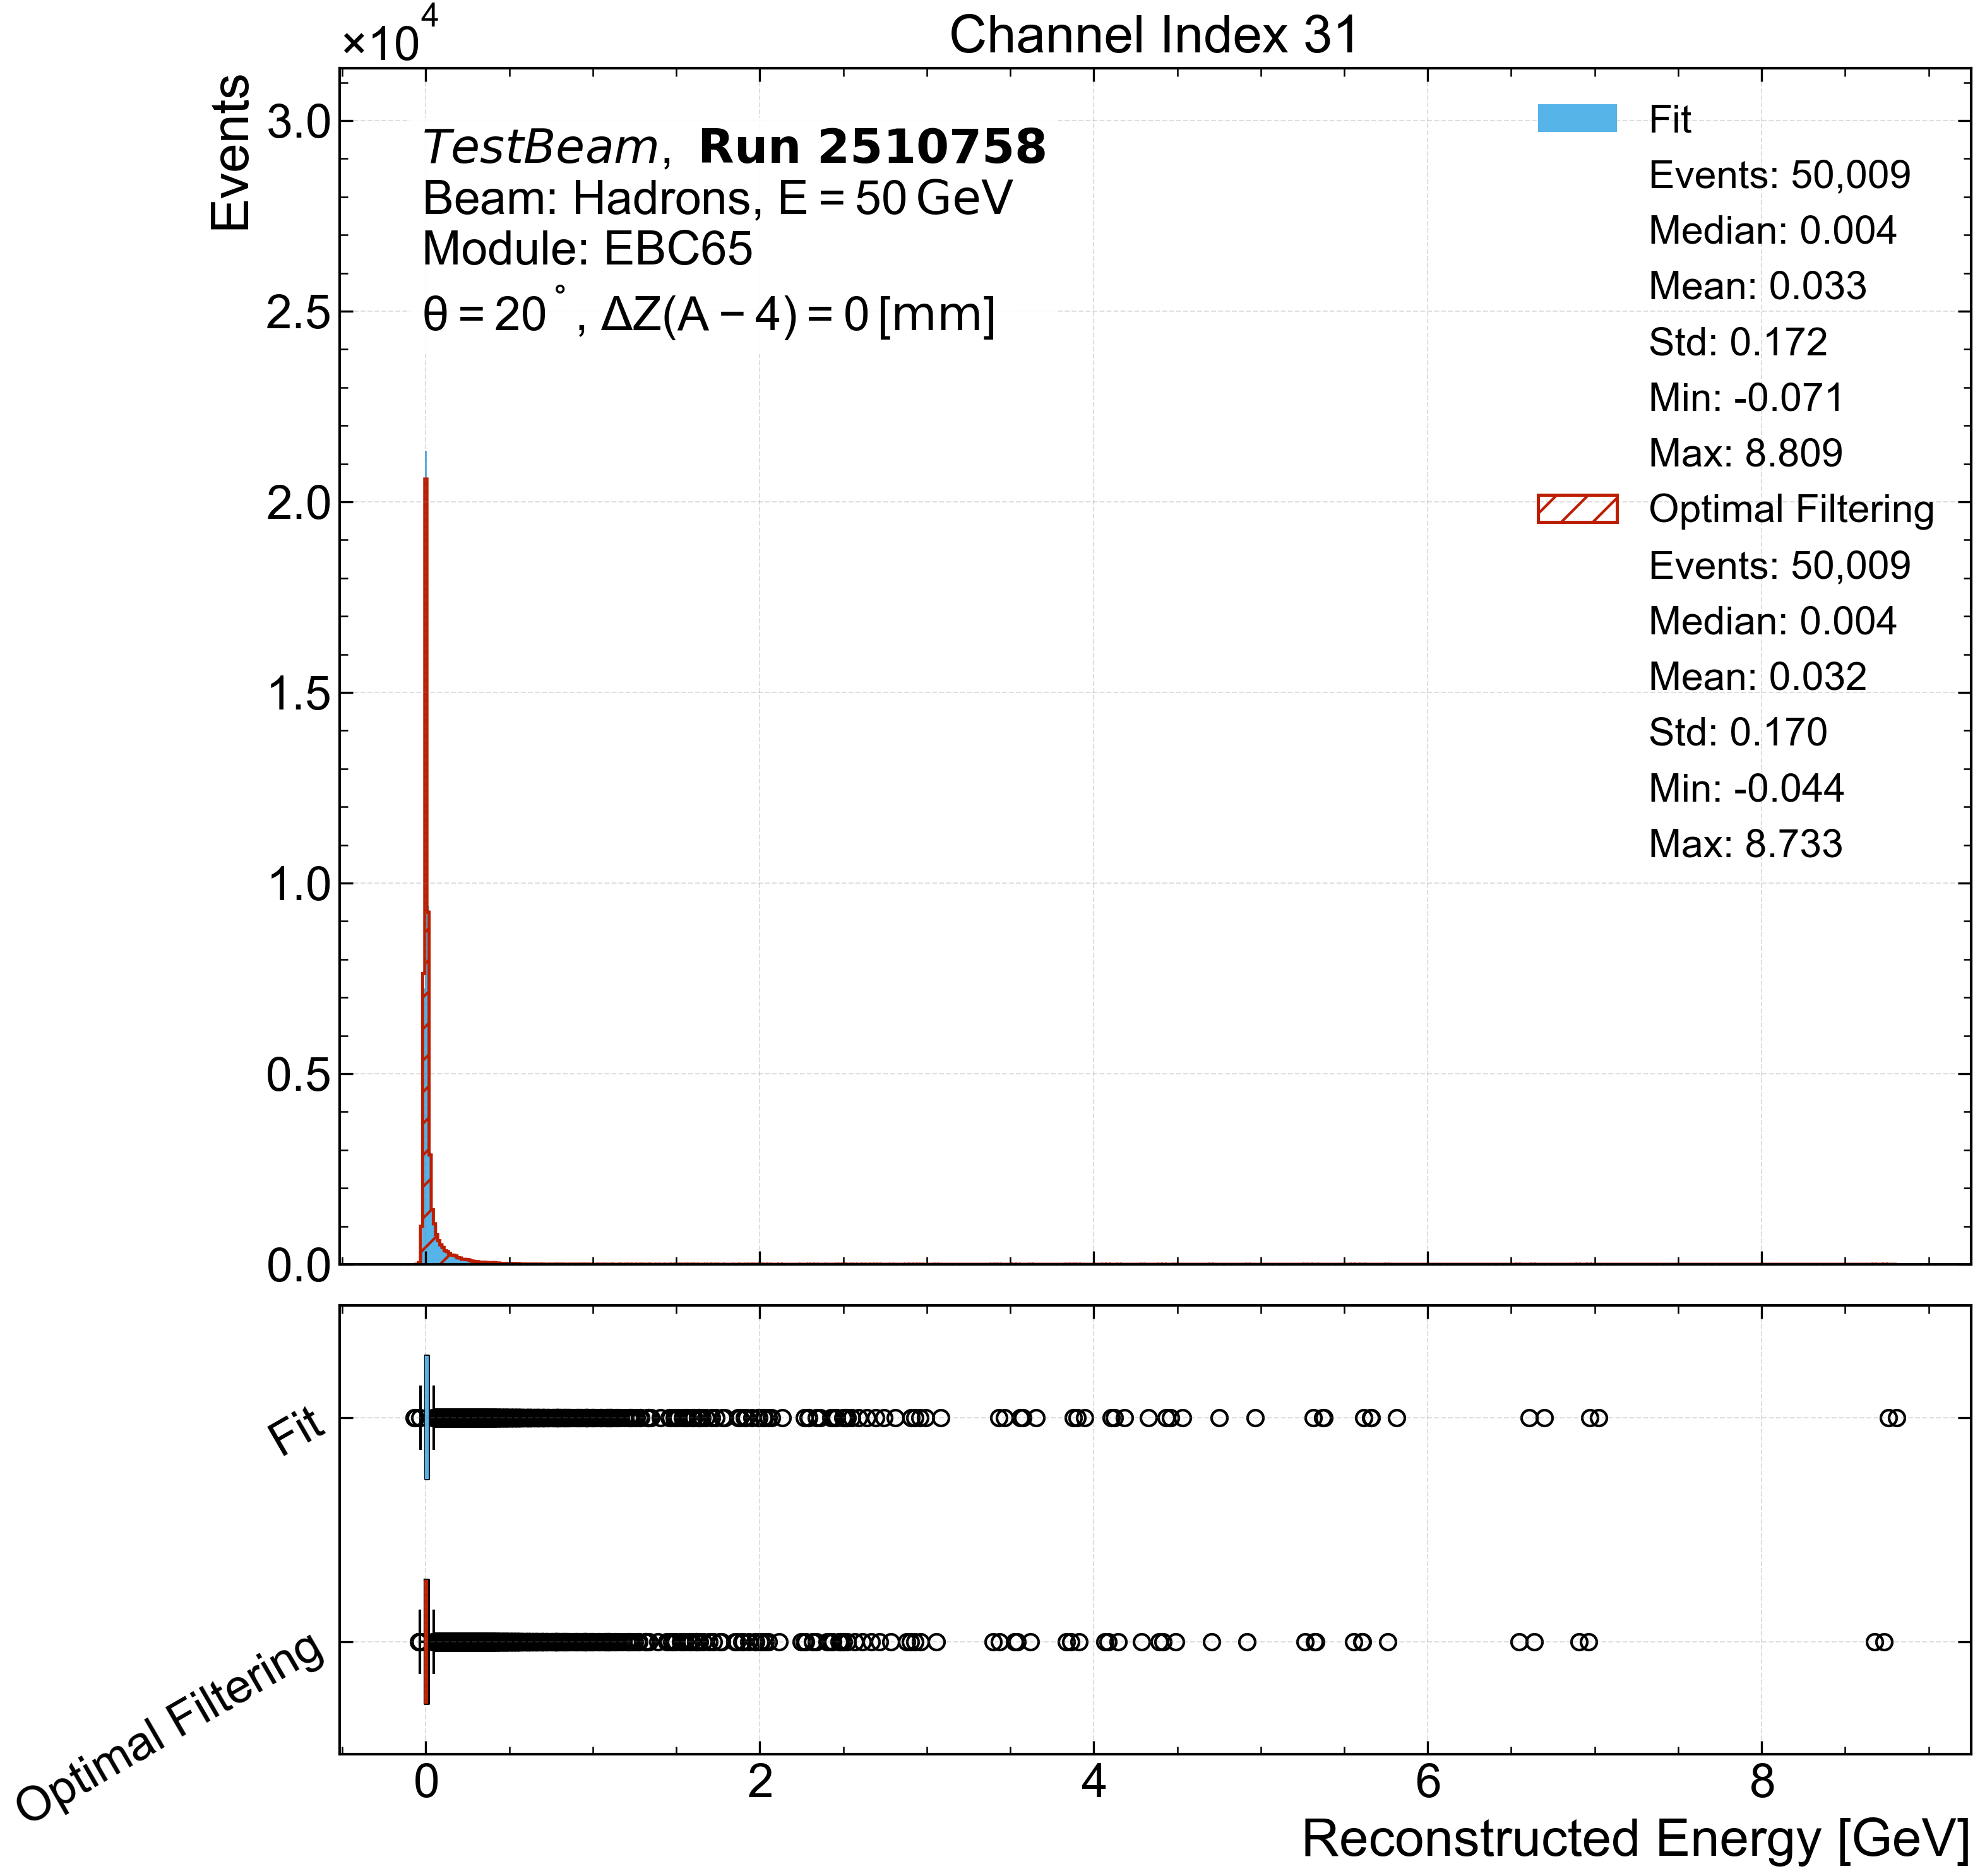 Channel Index 31
×10⁴
Events
3.0
2.5
2.0
1.5
1.0
0.5
0.0
TestBeam, Run 2510758
Beam: Hadrons, E = 50 GeV
Module: EBC65
θ = 20°, ΔZ(A − 4) = 0 [mm]
Fit
Events: 50,009
Median: 0.004
Mean: 0.033
Std: 0.172
Min: -0.071
Max: 8.809
Optimal Filtering
Events: 50,009
Median: 0.004
Mean: 0.032
Std: 0.170
Min: -0.044
Max: 8.733
Fit
Optimal Filtering
0 2 4 6 8
Reconstructed Energy [GeV]